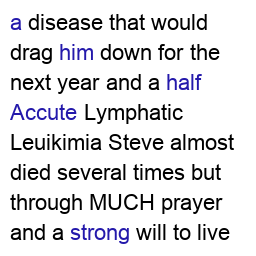 a disease that would
drag him down for the
next year and a half
Accute Lymphatic
Leuikimia Steve almost
died several times but
through MUCH prayer
and a strong will to live